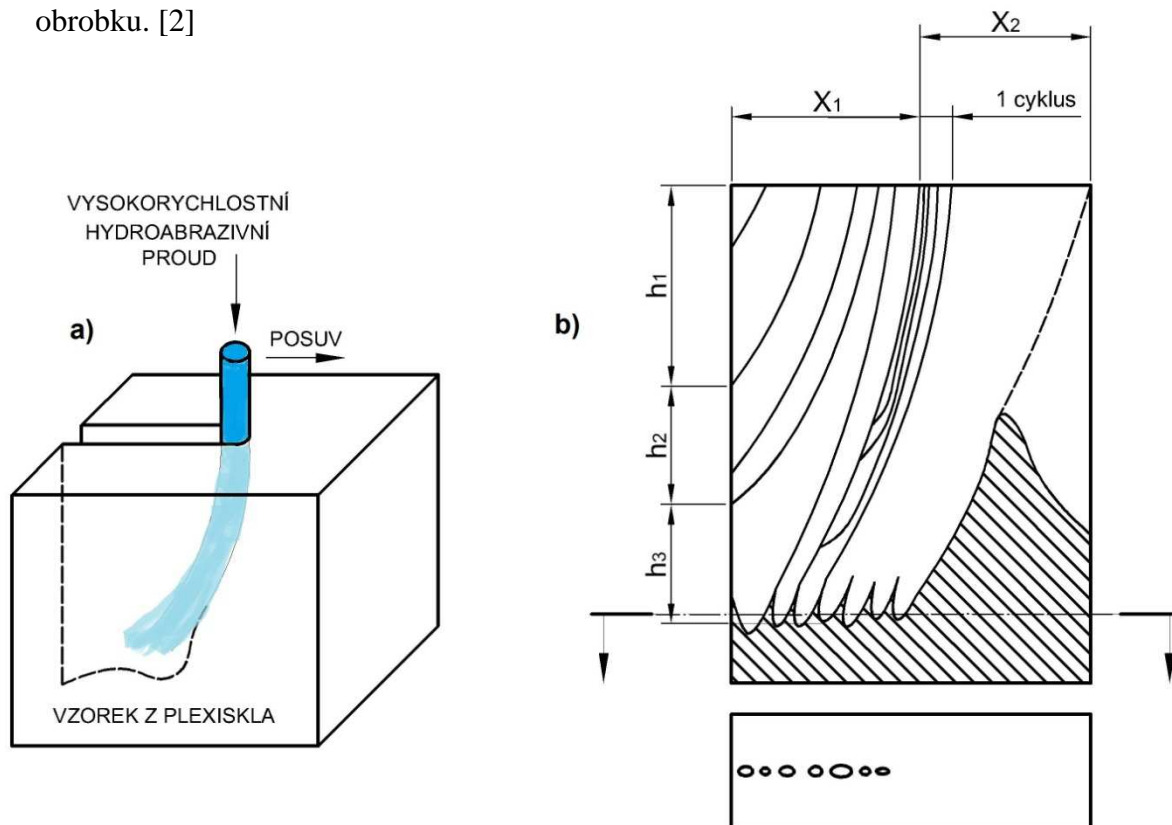 obrobku. [2]
VYSOKORYCHLOSTNÍ
HYDROABRAZIVNÍ
PROUD
a)
POSUV
VZOREK Z PLEXISKLA
b)
X2
X1
1 cyklus
h1
h2
h3